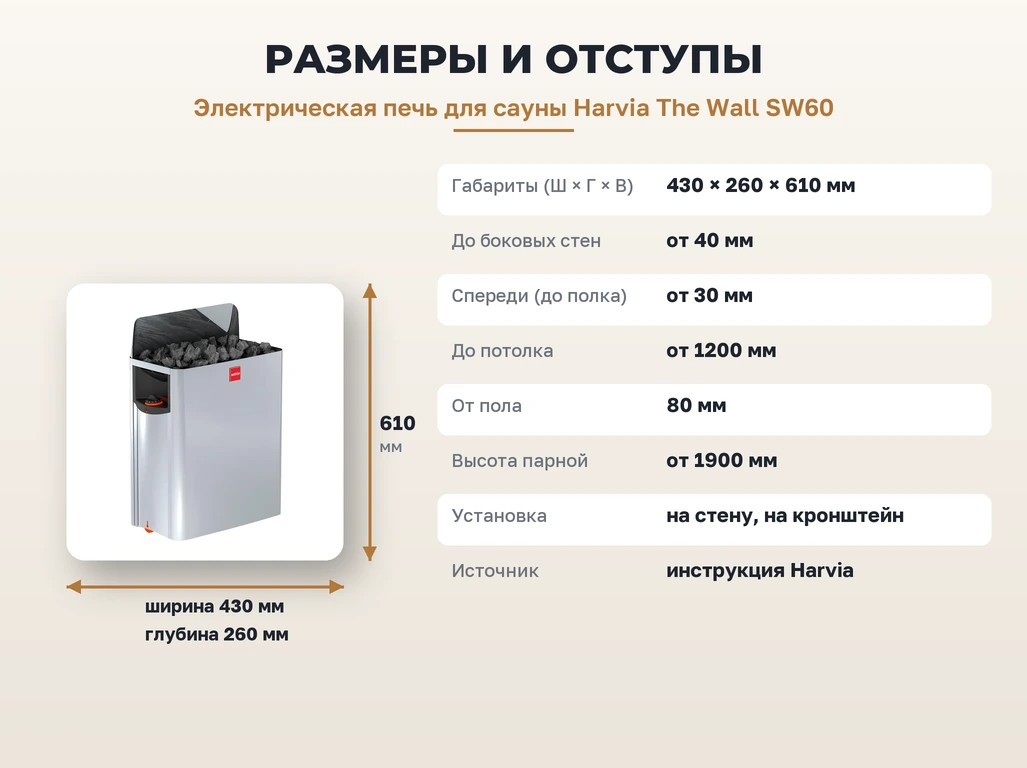 РАЗМЕРЫ И ОТСТУПЫ
Электрическая печь для сауны Harvia The Wall SW60
Габариты (Ш × Г × В) 430 × 260 × 610 мм
До боковых стен от 40 мм
Спереди (до полка) от 30 мм
До потолка от 1200 мм
От пола 80 мм
Высота парной от 1900 мм
Установка на стену, на кронштейн
Источник инструкция Harvia
610
мм
ширина 430 мм
глубина 260 мм